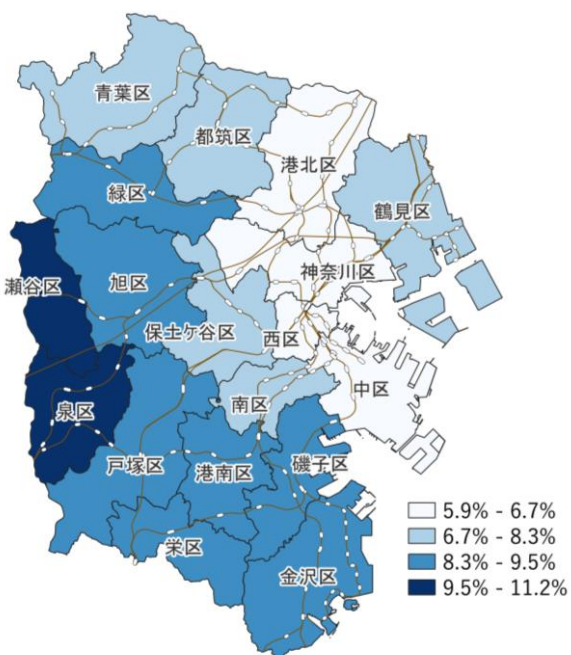 青葉区
都筑区
港北区
緑区
鶴見区
瀬谷区
旭区
神奈川区
保土ケ谷区
西区
中区
南区
泉区
戸塚区
港南区
磯子区
栄区
金沢区
5.9% - 6.7%
6.7% - 8.3%
8.3% - 9.5%
9.5% - 11.2%